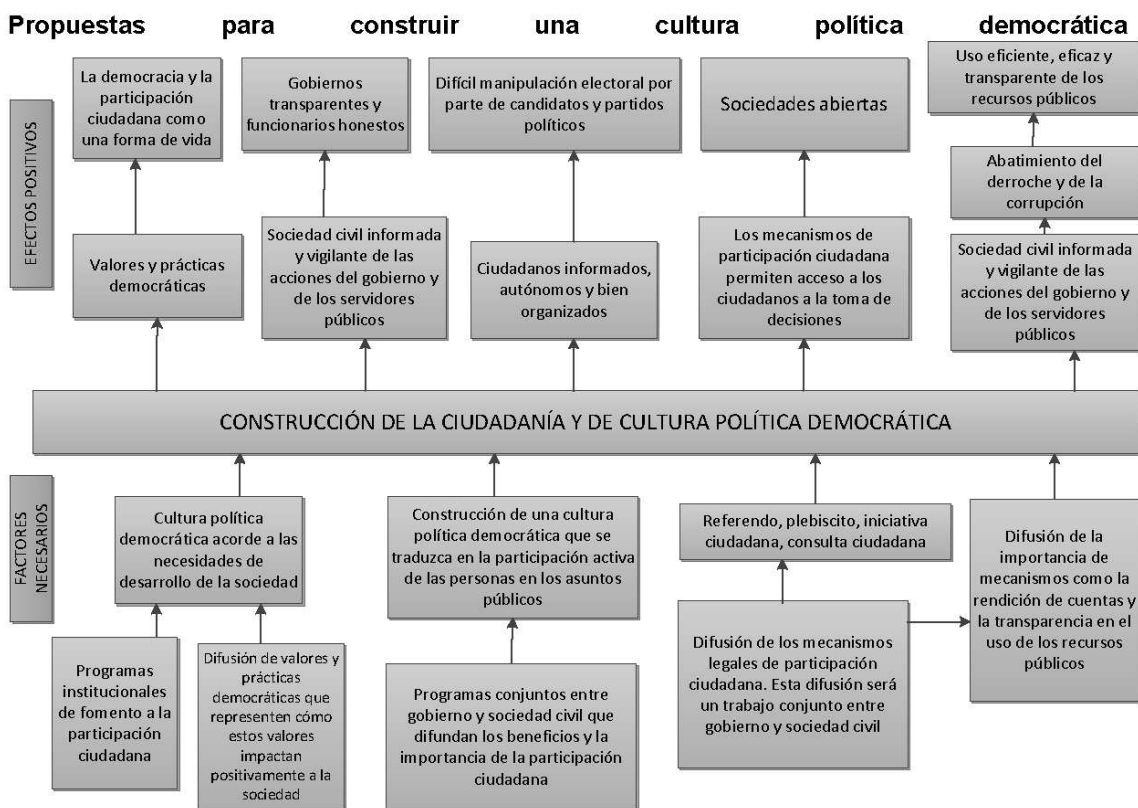 Propuestas para construir una cultura política democrática
EFECTOS POSITIVOS
La democracia y la
participación
ciudadana como
una forma de vida
Gobiernos
transparentes y
funcionarios honestos
Difícil manipulación electoral por
parte de candidatos y partidos
políticos
Sociedades abiertas
Uso eficiente, eficaz y
transparente de los
recursos públicos
Abatimiento del
derroche y de la
corrupción
Valores y prácticas
democráticas
Sociedad civil informada
y vigilante de las
acciones del gobierno y
de los servidores
públicos
Ciudadanos informados,
autónomos y bien
organizados
Los mecanismos de
participación ciudadana
permiten acceso a los
ciudadanos a la toma de
decisiones
Sociedad civil informada
y vigilante de las
acciones del gobierno y
de los servidores
públicos
CONSTRUCCIÓN DE LA CIUDADANÍA Y DE CULTURA POLÍTICA DEMOCRÁTICA
FACTORES
NECESARIOS
Cultura política
democrática acorde a las
necesidades de
desarrollo de la sociedad
Construcción de una cultura
política democrática que se
traduzca en la participación activa
de las personas en los asuntos
públicos
Referendo, plebiscito, iniciativa
ciudadana, consulta ciudadana
Difusión de la
importancia de
mecanismos como la
rendición de cuentas y
la transparencia en el
uso de los recursos
públicos
Programas
institucionales
de fomento a la
participación
ciudadana
Difusión de valores y
prácticas
democráticas que
representen cómo
estos valores
impactan
positivamente a la
sociedad
Programas conjuntos entre
gobierno y sociedad civil que
difundan los beneficios y la
importancia de la participación
ciudadana
Difusión de los mecanismos
legales de participación
ciudadana. Esta difusión será
un trabajo conjunto entre
gobierno y sociedad civil